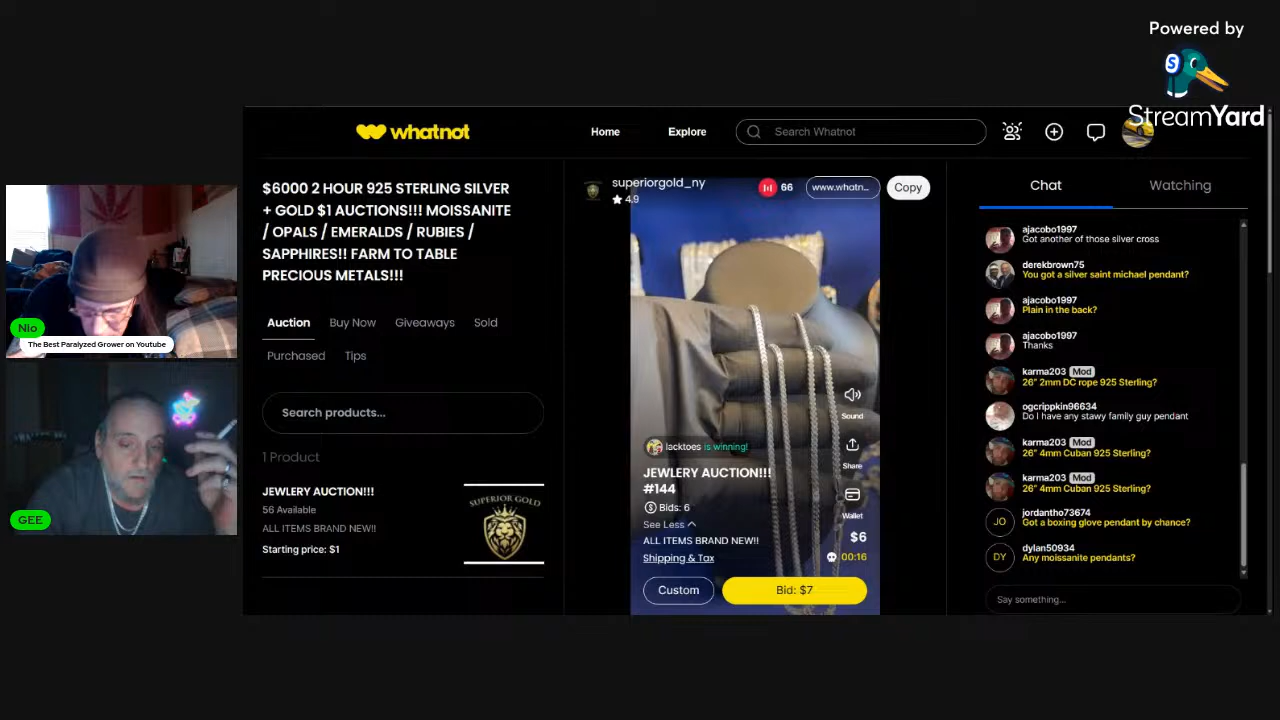 Powered by
StreamYard
whatnot
Home
Explore
Search Whatnot
$6000 2 HOUR 925 STERLING SILVER
+ GOLD $1 AUCTIONS!!! MOISSANITE
/ OPALS / EMERALDS / RUBIES /
SAPPHIRES!! FARM TO TABLE
PRECIOUS METALS!!!
Auction
Buy Now
Giveaways
Sold
Purchased
Tips
Search products...
1 Product
JEWLERY AUCTION!!!
56 Available
ALL ITEMS BRAND NEW!!
Starting price: $1
SUPERIOR GOLD
superiorgold_ny
4.9
66
www.whatn...
Copy
Sound
Share
Wallet
lacktoes is winning!
JEWLERY AUCTION!!!
#144
Bids: 6
See Less
ALL ITEMS BRAND NEW!!
Shipping & Tax
$6
00:16
Custom
Bid: $7
Chat
Watching
ajacobo1997
Got another of those silver cross
derekbrown75
You got a silver saint michael pendant?
ajacobo1997
Plain in the back?
ajacobo1997
Thanks
karma203 Mod
26" 2mm DC rope 925 Sterling?
ogcrippkin96634
Do I have any stawy family guy pendant
karma203 Mod
26" 4mm Cuban 925 Sterling?
karma203 Mod
26" 4mm Cuban 925 Sterling?
JO
jordantho73674
Got a boxing glove pendant by chance?
DY
dylan50934
Any moissanite pendants?
Say something...
Nio
The Best Paralyzed Grower on Youtube
GEE